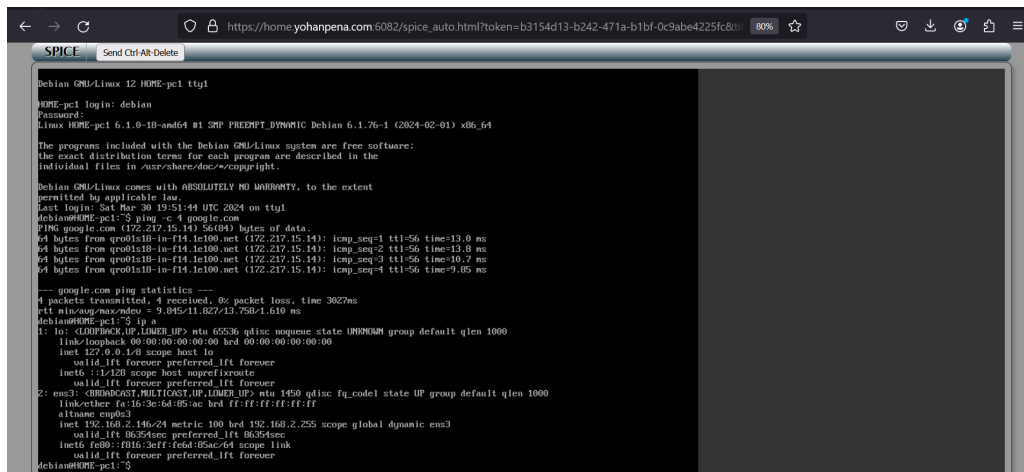 https://home.yohanpena.com:6082/spice_auto.html?token=b3154d13-b242-471a-b1bf-0c9abe4225fc&
80%
SPICE
Send Ctrl-Alt-Delete
Debian GNU/Linux 12 HOME-pc1 tty1
HOME-pc1 login: debian
Password:
Linux HOME-pc1 6.1.0-18-amd64 #1 SMP PREEMPT_DYNAMIC Debian 6.1.76-1 (2024-02-01) x86_64
The programs included with the Debian GNU/Linux system are free software;
the exact distribution terms for each program are described in the
individual files in /usr/share/doc/*/copyright.
Debian GNU/Linux comes with ABSOLUTELY NO WARRANTY, to the extent
permitted by applicable law.
Last login: Sat Mar 30 19:51:44 UTC 2024 on tty1
debian@HOME-pc1:~$ ping -c 4 google.com
PING google.com (172.217.15.14) 56(84) bytes of data.
64 bytes from qro01s18-in-f14.1e100.net (172.217.15.14): icmp_seq=1 ttl=56 time=13.0 ms
64 bytes from qro01s18-in-f14.1e100.net (172.217.15.14): icmp_seq=2 ttl=56 time=13.8 ms
64 bytes from qro01s18-in-f14.1e100.net (172.217.15.14): icmp_seq=3 ttl=56 time=10.7 ms
64 bytes from qro01s18-in-f14.1e100.net (172.217.15.14): icmp_seq=4 ttl=56 time=9.85 ms
--- google.com ping statistics ---
4 packets transmitted, 4 received, 0% packet loss, time 3027ms
rtt min/avg/max/mdev = 9.845/11.827/13.758/1.610 ms
debian@HOME-pc1:~$ ip a
1: lo: <LOOPBACK,UP,LOWER_UP> mtu 65536 qdisc noqueue state UNKNOWN group default qlen 1000
link/loopback 00:00:00:00:00:00 brd 00:00:00:00:00:00
inet 127.0.0.1/8 scope host lo
valid_lft forever preferred_lft forever
inet6 ::1/128 scope host noprefixroute
valid_lft forever preferred_lft forever
2: ens3: <BROADCAST,MULTICAST,UP,LOWER_UP> mtu 1450 qdisc fq_codel state UP group default qlen 1000
link/ether fa:16:3e:6d:85:ac brd ff:ff:ff:ff:ff:ff
altname enp0s3
inet 192.168.2.146/24 metric 100 brd 192.168.2.255 scope global dynamic ens3
valid_lft 86354sec preferred_lft 86354sec
inet6 fe80::f816:3eff:fe6d:85ac/64 scope link
valid_lft forever preferred_lft forever
debian@HOME-pc1:~$